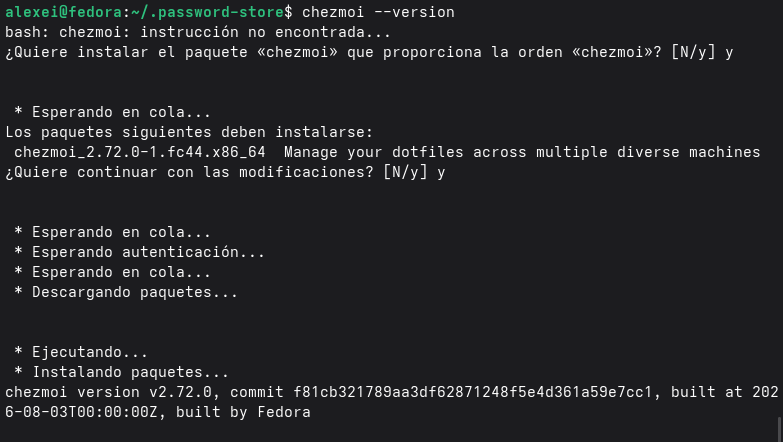 alexei@fedora:~/.password-store$ chezmoi --version
bash: chezmoi: instrucción no encontrada...
¿Quiere instalar el paquete «chezmoi» que proporciona la orden «chezmoi»? [N/y] y
* Esperando en cola...
Los paquetes siguientes deben instalarse:
chezmoi_2.72.0-1.fc44.x86_64  Manage your dotfiles across multiple diverse machines
¿Quiere continuar con las modificaciones? [N/y] y
* Esperando en cola...
* Esperando autenticación...
* Esperando en cola...
* Descargando paquetes...
* Ejecutando...
* Instalando paquetes...
chezmoi version v2.72.0, commit f81cb321789aa3df62871248f5e4d361a59e7cc1, built at 202
6-08-03T00:00:00Z, built by Fedora